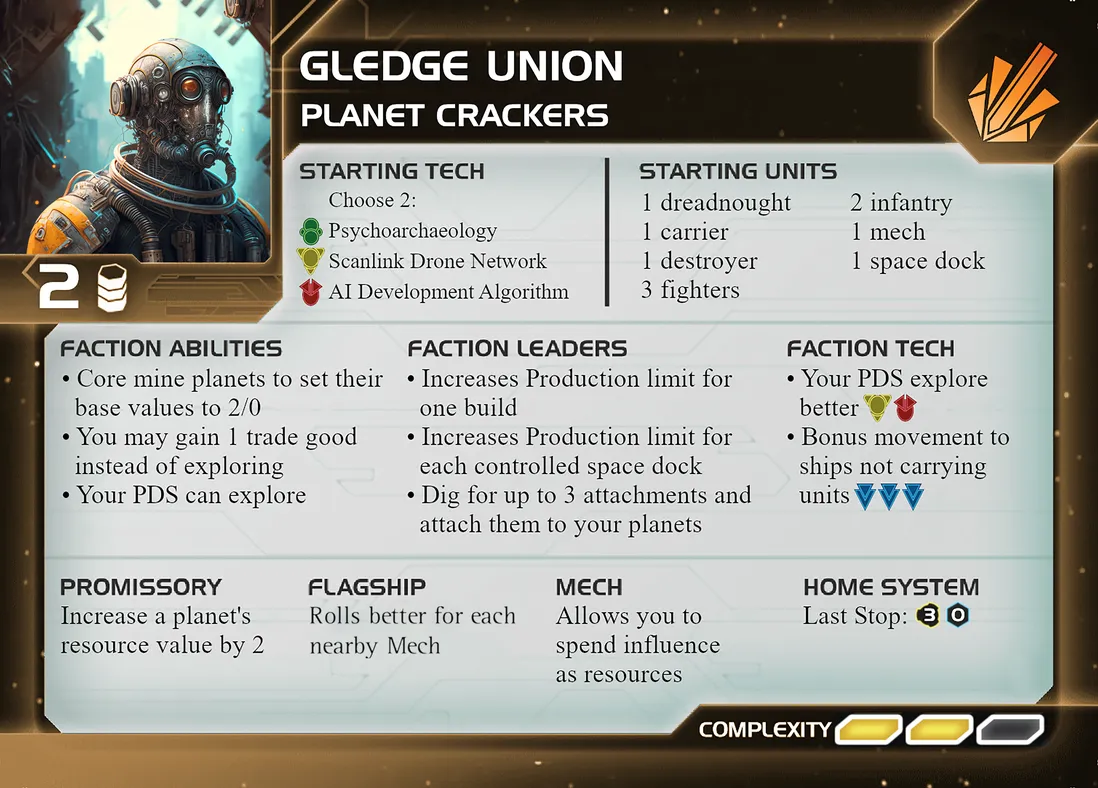 GLEDGE UNION
PLANET CRACKERS
2
STARTING TECH
Choose 2:
Psychoarchaeology
Scanlink Drone Network
AI Development Algorithm
STARTING UNITS
1 dreadnought
1 carrier
1 destroyer
3 fighters
2 infantry
1 mech
1 space dock
FACTION ABILITIES
• Core mine planets to set their
base values to 2/0
• You may gain 1 trade good
instead of exploring
• Your PDS can explore
FACTION LEADERS
• Increases Production limit for
one build
• Increases Production limit for
each controlled space dock
• Dig for up to 3 attachments and
attach them to your planets
FACTION TECH
• Your PDS explore
better
• Bonus movement to
ships not carrying
units
PROMISSORY
Increase a planet's
resource value by 2
FLAGSHIP
Rolls better for each
nearby Mech
MECH
Allows you to
spend influence
as resources
HOME SYSTEM
Last Stop: 3 0
COMPLEXITY